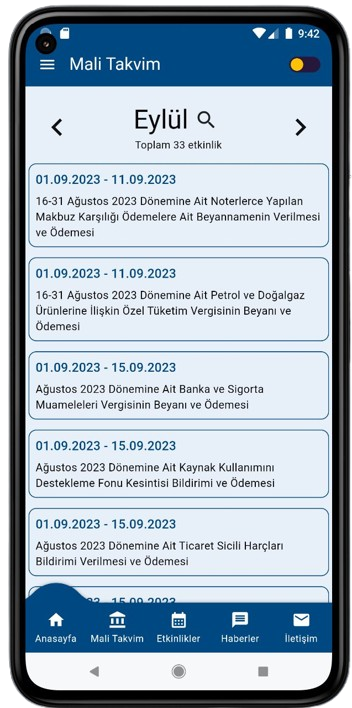 9:42
Mali Takvim
Eylül
Toplam 33 etkinlik
01.09.2023 - 11.09.2023
16-31 Ağustos 2023 Dönemine Ait Noterlerce Yapılan
Makbuz Karşılığı Ödemelere Ait Beyannamenin Verilmesi
ve Ödemesi
01.09.2023 - 11.09.2023
16-31 Ağustos 2023 Dönemine Ait Petrol ve Doğalgaz
Ürünlerine İlişkin Özel Tüketim Vergisinin Beyanı ve
Ödemesi
01.09.2023 - 15.09.2023
Ağustos 2023 Dönemine Ait Banka ve Sigorta
Muameleleri Vergisinin Beyanı ve Ödemesi
01.09.2023 - 15.09.2023
Ağustos 2023 Dönemine Ait Kaynak Kullanımını
Destekleme Fonu Kesintisi Bildirimi ve Ödemesi
01.09.2023 - 15.09.2023
Ağustos 2023 Dönemine Ait Ticaret Sicili Harçları
Bildirimi Verilmesi ve Ödemesi
Anasayfa
Mali Takvim
Etkinlikler
Haberler
İletişim